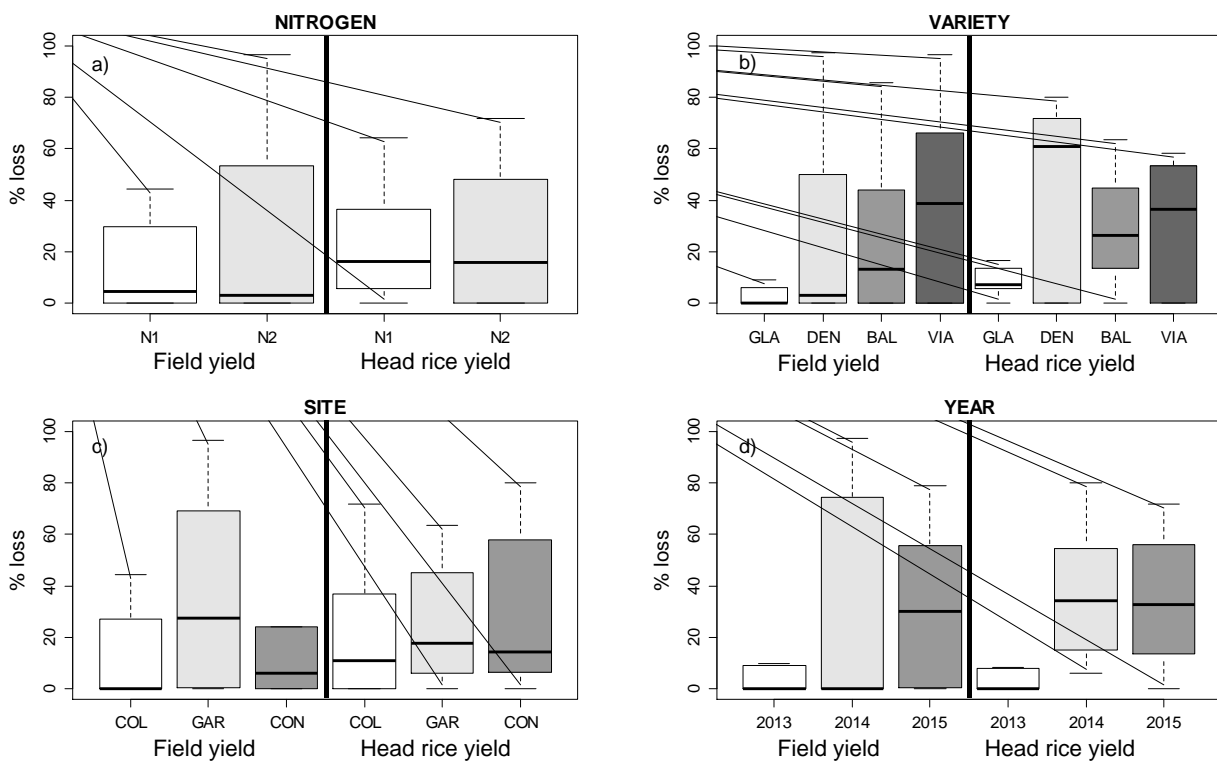 NITROGEN
% loss
0 20 40 60 80 100
a)
N1 N2 N1 N2
Field yield Head rice yield
VARIETY
% loss
0 20 40 60 80 100
b)
GLA DEN BAL VIA GLA DEN BAL VIA
Field yield Head rice yield
SITE
% loss
0 20 40 60 80 100
c)
COL GAR CON COL GAR CON
Field yield Head rice yield
YEAR
% loss
0 20 40 60 80 100
d)
2013 2014 2015 2013 2014 2015
Field yield Head rice yield